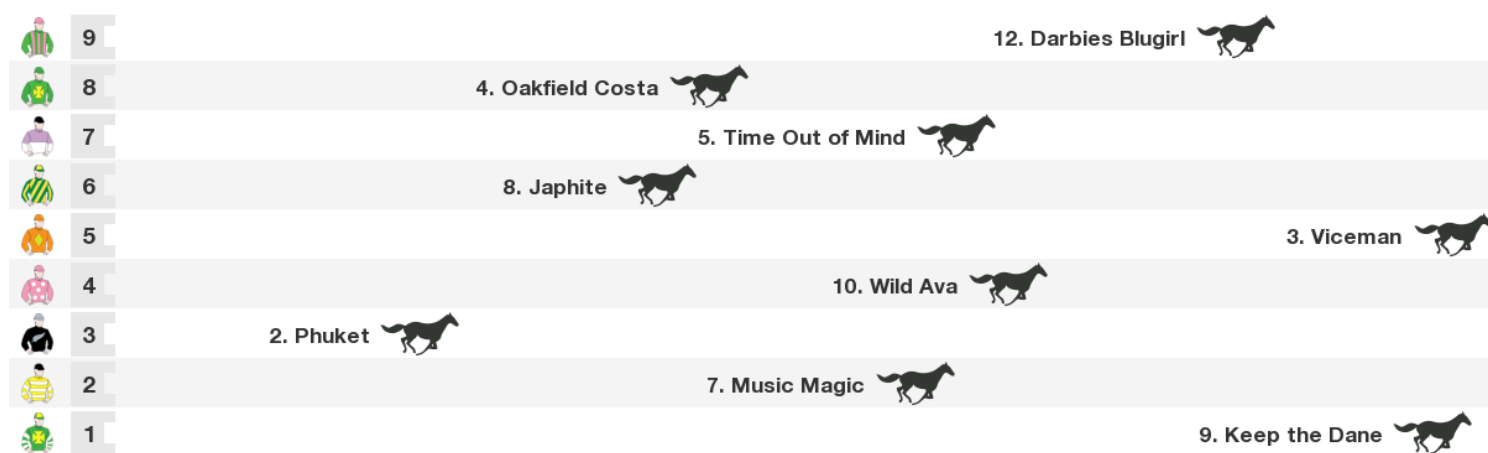 9 12. Darbies Blugirl
8 4. Oakfield Costa
7 5. Time Out of Mind
6 8. Japhite
5 3. Viceman
4 10. Wild Ava
3 2. Phuket
2 7. Music Magic
1 9. Keep the Dane